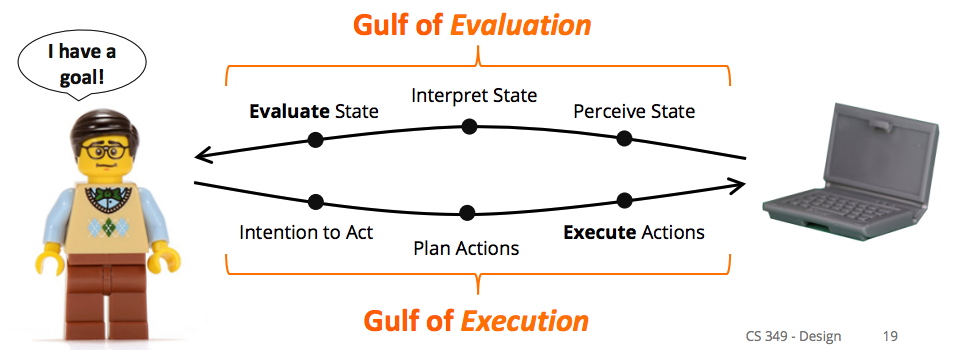 Gulf of Evaluation
I have a
goal!
Evaluate State
Interpret State
Perceive State
Intention to Act
Plan Actions
Execute Actions
Gulf of Execution
CS 349 - Design
19